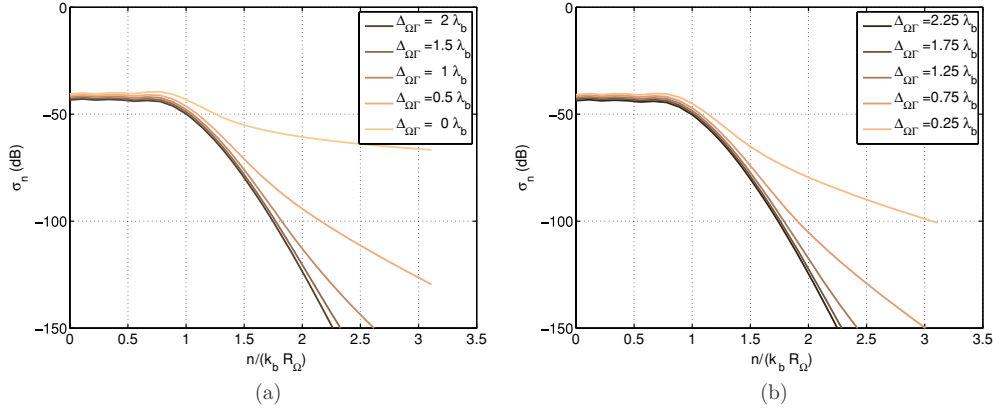 0
−50
−100
−150
σn (dB)
0 0.5 1 1.5 2 2.5 3 3.5
n/(kb RΩ)
ΔΩΓ = 2 λb
ΔΩΓ =1.5 λb
ΔΩΓ = 1 λb
ΔΩΓ =0.5 λb
ΔΩΓ = 0 λb
(a)
0
−50
−100
−150
σn (dB)
0 0.5 1 1.5 2 2.5 3 3.5
n/(kb RΩ)
ΔΩΓ =2.25 λb
ΔΩΓ =1.75 λb
ΔΩΓ =1.25 λb
ΔΩΓ =0.75 λb
ΔΩΓ =0.25 λb
(b)